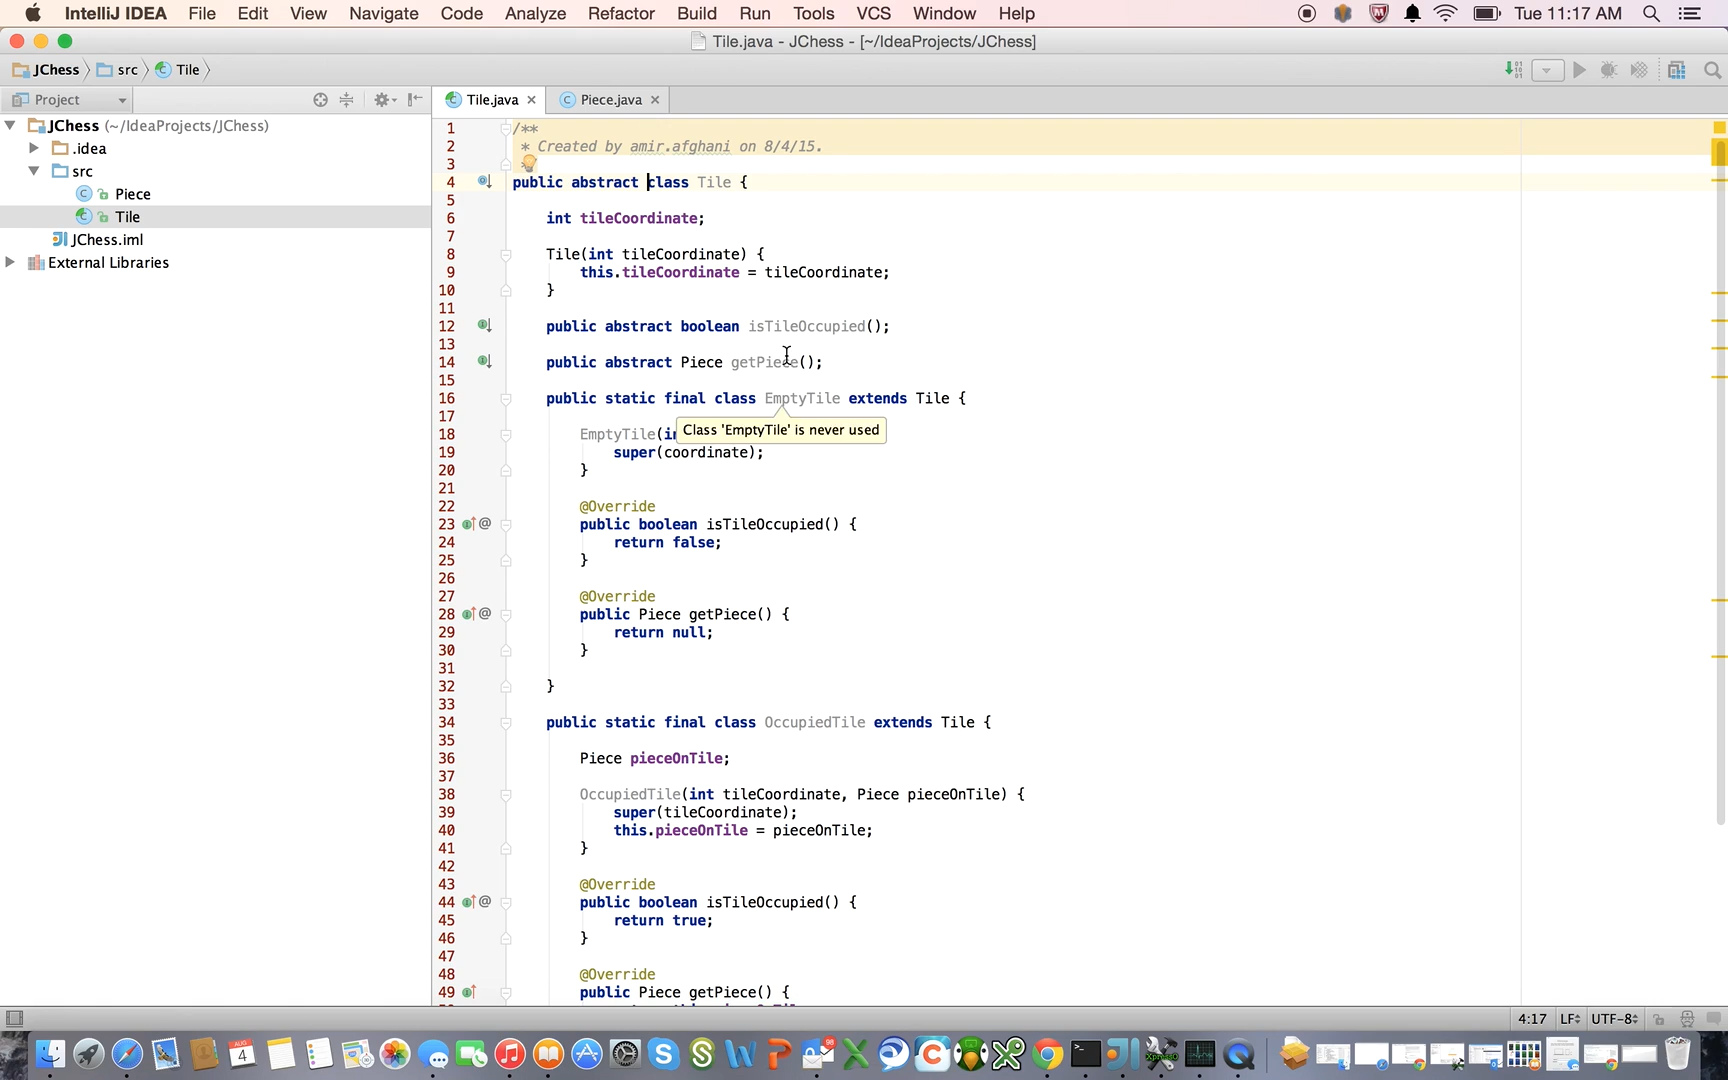 IntelliJ IDEA File Edit View Navigate Code Analyze Refactor Build Run Tools VCS Window Help Tue 11:17 AM
Tile.java - JChess - [~/IdeaProjects/JChess]
JChess src Tile
Project Tile.java Piece.java
JChess (~/IdeaProjects/JChess)
.idea
src
Piece
Tile
JChess.iml
External Libraries
1 /**
2 * Created by amir.afghani on 8/4/15.
3
4 public abstract class Tile {
5
6 int tileCoordinate;
7
8 Tile(int tileCoordinate) {
9 this.tileCoordinate = tileCoordinate;
10 }
11
12 public abstract boolean isTileOccupied();
13
14 public abstract Piece getPiece();
15
16 public static final class EmptyTile extends Tile {
17
Class 'EmptyTile' is never used
18 EmptyTile(
19 super(coordinate);
20 }
21
22 @Override
23 public boolean isTileOccupied() {
24 return false;
25 }
26
27 @Override
28 public Piece getPiece() {
29 return null;
30 }
31
32 }
33
34 public static final class OccupiedTile extends Tile {
35
36 Piece pieceOnTile;
37
38 OccupiedTile(int tileCoordinate, Piece pieceOnTile) {
39 super(tileCoordinate);
40 this.pieceOnTile = pieceOnTile;
41 }
42
43 @Override
44 public boolean isTileOccupied() {
45 return true;
46 }
47
48 @Override
49 public Piece getPiece() {
4:17 LF UTF-8
AUG
4
98